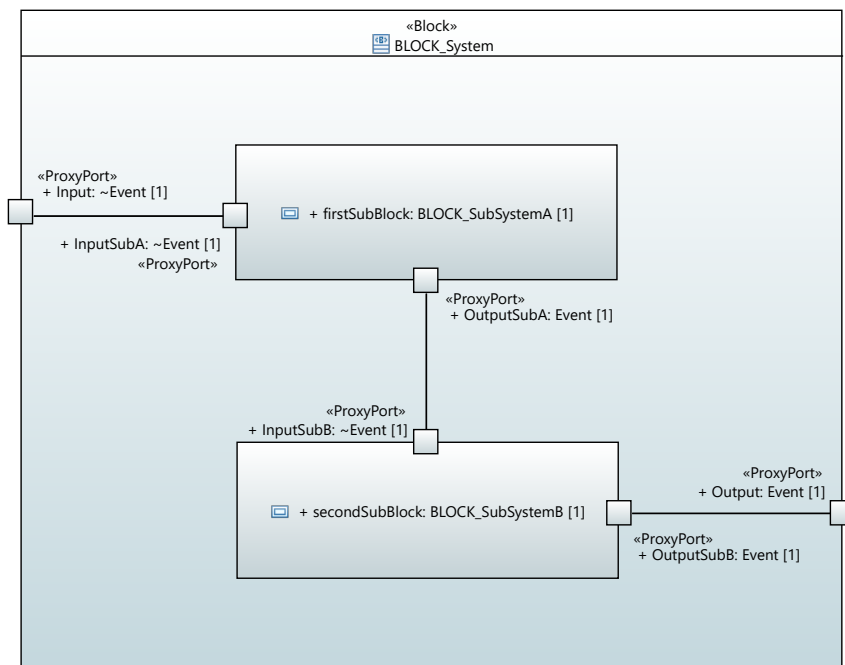 «Block»
BLOCK_System
«ProxyPort»
+ Input: ~Event [1]
+ firstSubBlock: BLOCK_SubSystemA [1]
+ InputSubA: ~Event [1]
«ProxyPort»
«ProxyPort»
+ OutputSubA: Event [1]
«ProxyPort»
+ InputSubB: ~Event [1]
«ProxyPort»
+ Output: Event [1]
+ secondSubBlock: BLOCK_SubSystemB [1]
«ProxyPort»
+ OutputSubB: Event [1]